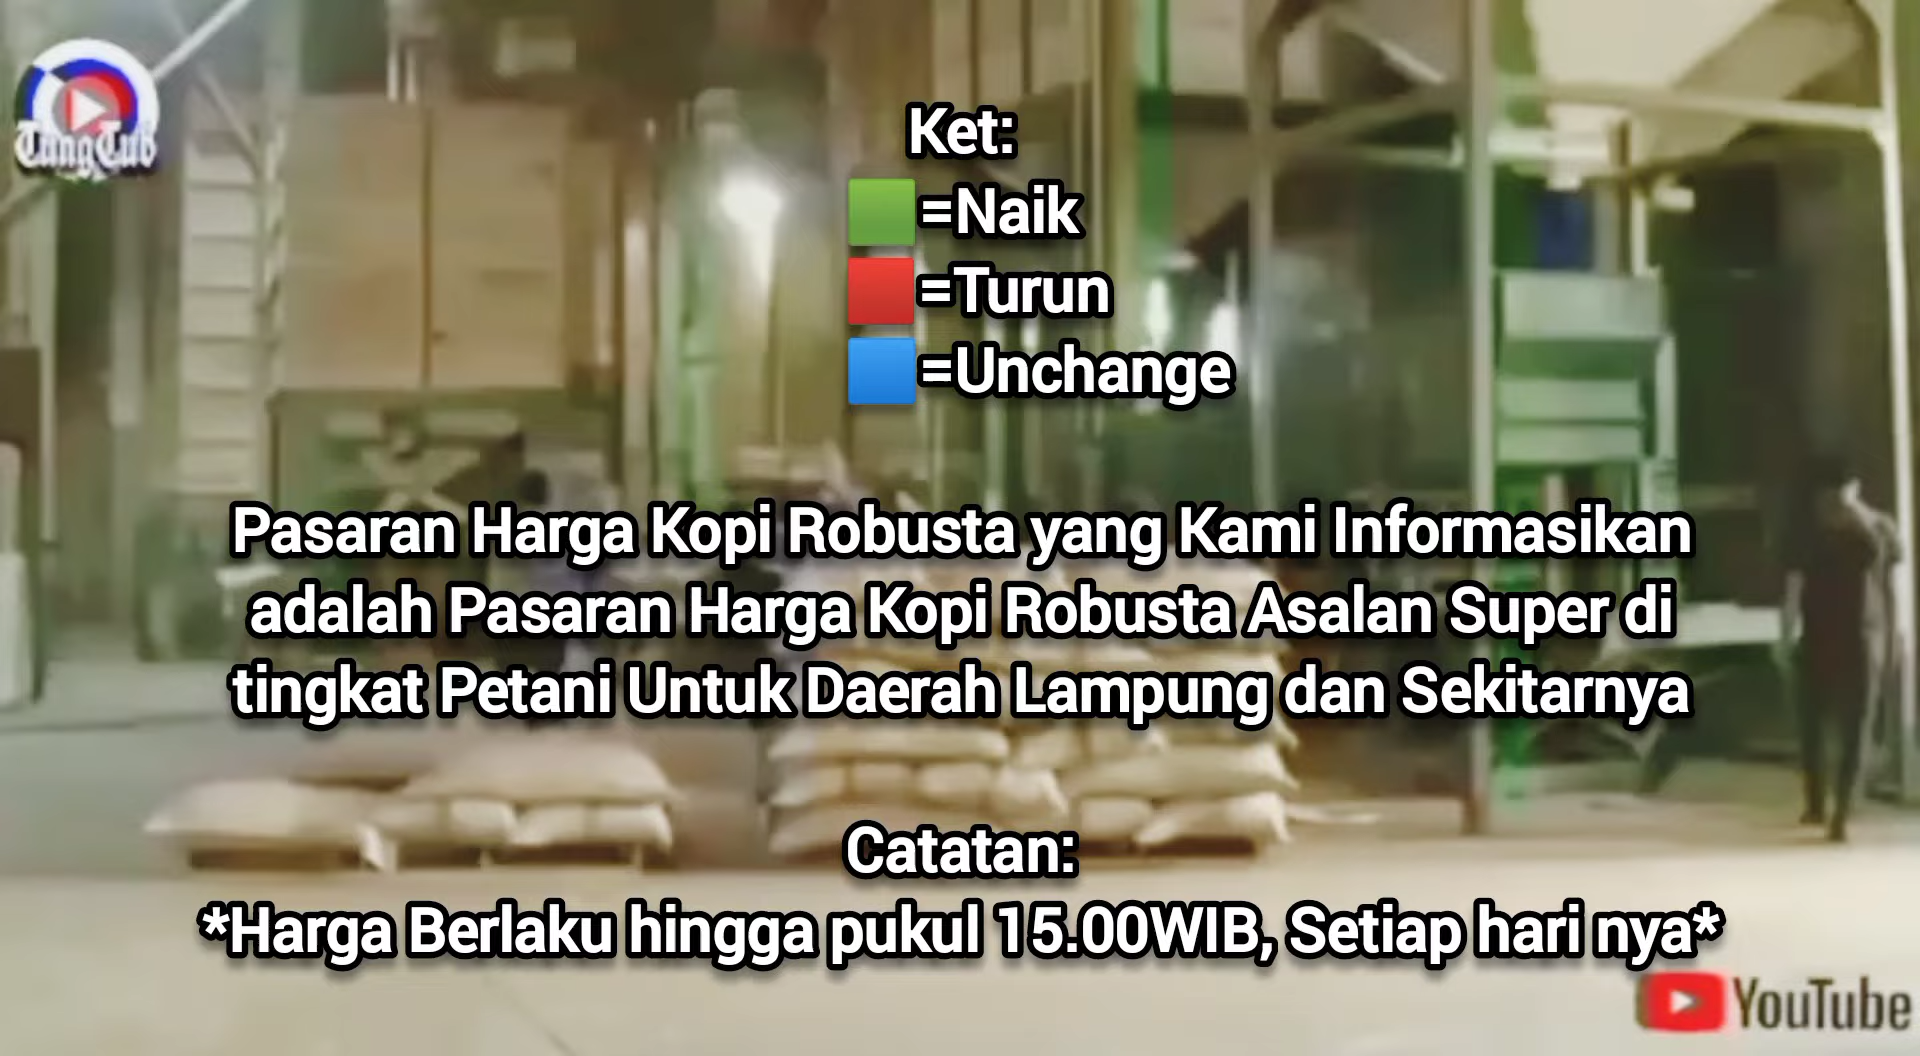 TungTub
Ket:
=Naik
=Turun
=Unchange
Pasaran Harga Kopi Robusta yang Kami Informasikan
adalah Pasaran Harga Kopi Robusta Asalan Super di
tingkat Petani Untuk Daerah Lampung dan Sekitarnya
Catatan:
*Harga Berlaku hingga pukul 15.00WIB, Setiap hari nya*
YouTube